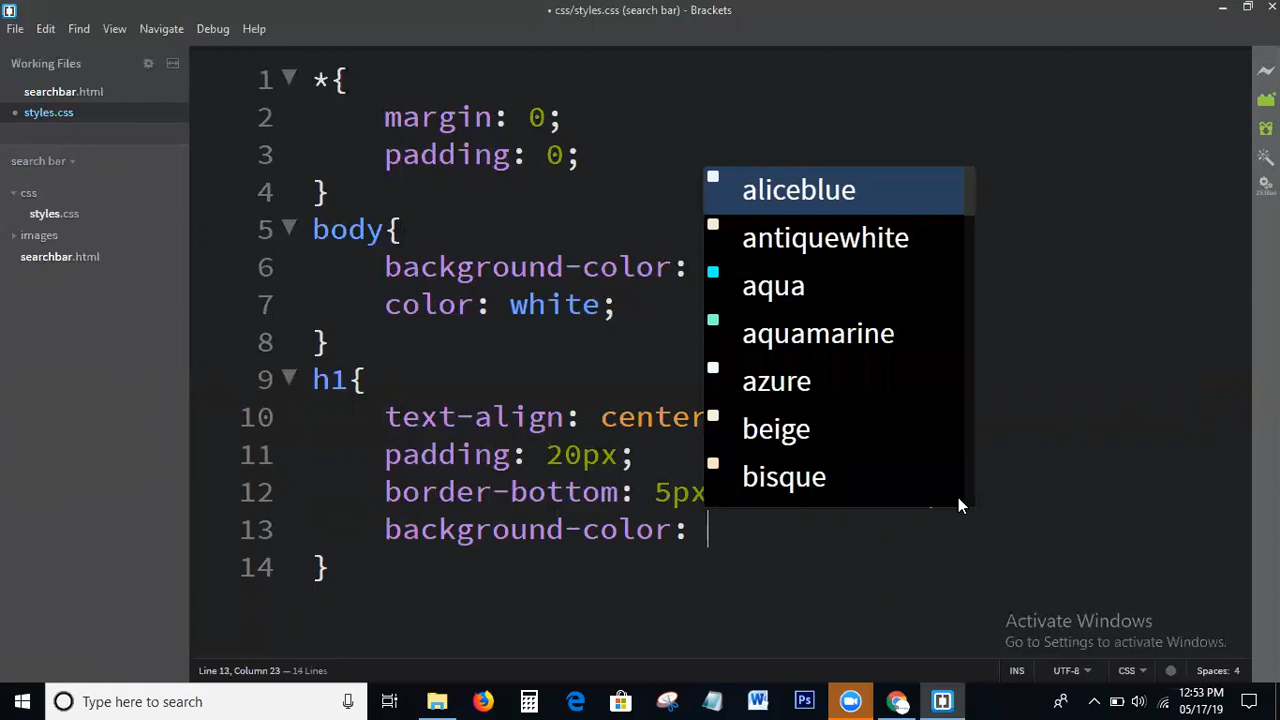 • css/styles.css (search bar) - Brackets
File Edit Find View Navigate Debug Help
Working Files
searchbar.html
• styles.css
search bar
css
styles.css
images
searchbar.html
1 *{
2 margin: 0;
3 padding: 0;
4 }
5 body{
6 background-color:
7 color: white;
8 }
9 h1{
10 text-align: center
11 padding: 20px;
12 border-bottom: 5px
13 background-color:
14 }
aliceblue
antiquewhite
aqua
aquamarine
azure
beige
bisque
Activate Windows
Go to Settings to activate Windows.
Line 13, Column 23 — 14 Lines
INS UTF-8 CSS Spaces: 4
Type here to search
12:53 PM
05/17/19